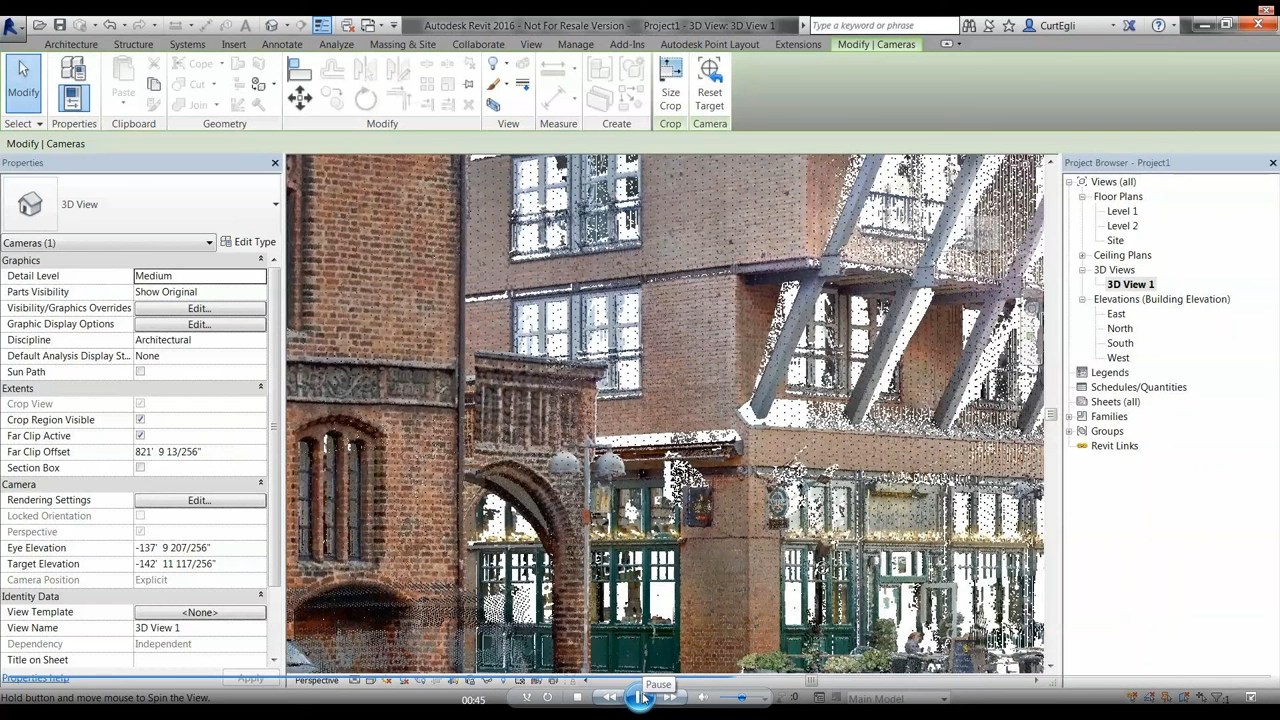 Autodesk Revit 2016 - Not For Resale Version - Project1 - 3D View: 3D View 1
Type a keyword or phrase
CurtEgli
Architecture Structure Systems Insert Annotate Analyze Massing & Site Collaborate View Manage Add-Ins Autodesk Point Layout Extensions Modify | Cameras
Modify
Properties
Paste
Cope
Cut
Join
Size Crop
Reset Target
Select Properties Clipboard Geometry Modify View Measure Create Crop Camera
Modify | Cameras
Properties
3D View
Cameras (1)
Edit Type
Graphics
Detail Level Medium
Parts Visibility Show Original
Visibility/Graphics Overrides Edit...
Graphic Display Options Edit...
Discipline Architectural
Default Analysis Display St... None
Sun Path
Extents
Crop View
Crop Region Visible
Far Clip Active
Far Clip Offset 821' 9 13/256"
Section Box
Camera
Rendering Settings Edit...
Locked Orientation
Perspective
Eye Elevation -137' 9 207/256"
Target Elevation -142' 11 117/256"
Camera Position Explicit
Identity Data
View Template <None>
View Name 3D View 1
Dependency Independent
Title on Sheet
Properties help
Apply
Project Browser - Project1
Views (all)
Floor Plans
Level 1
Level 2
Site
Ceiling Plans
3D Views
3D View 1
Elevations (Building Elevation)
East
North
South
West
Legends
Schedules/Quantities
Sheets (all)
Families
Groups
Revit Links
Perspective
Pause
Hold button and move mouse to Spin the View.
00:45
:0
Main Model